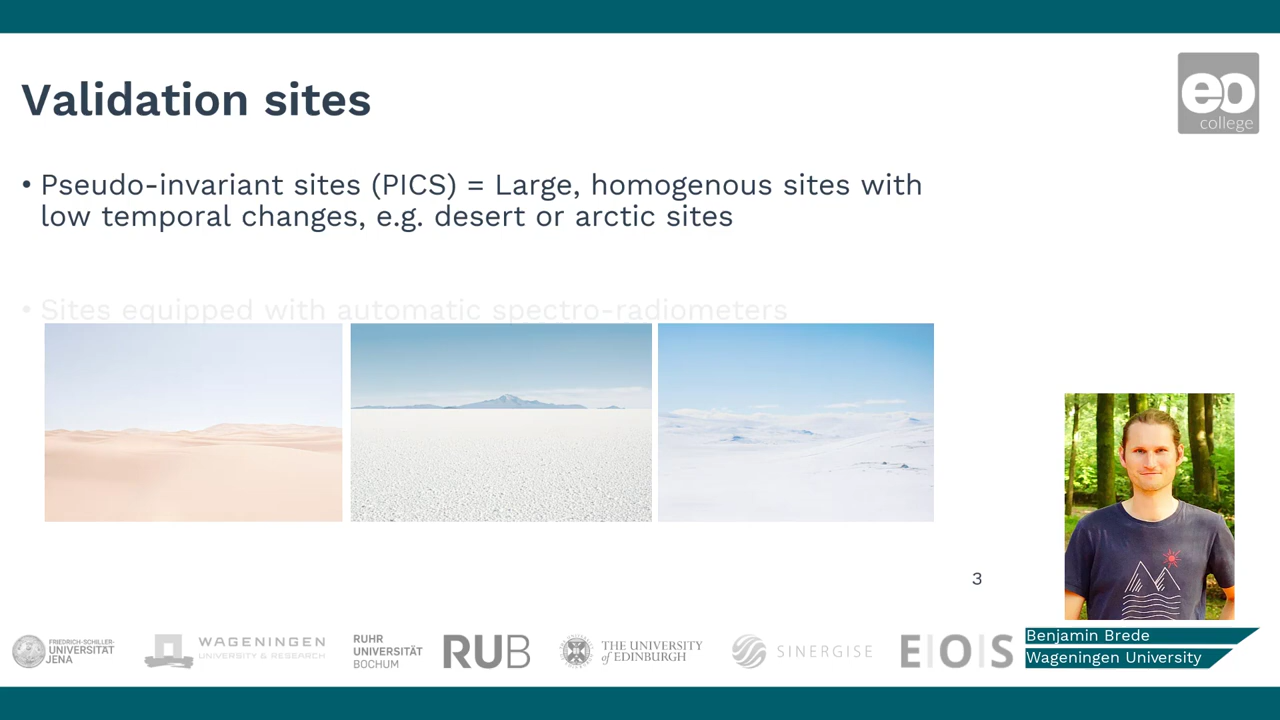 Validation sites
eo
college
• Pseudo-invariant sites (PICS) = Large, homogenous sites with
low temporal changes, e.g. desert or arctic sites
• Sites equipped with automatic spectro-radiometers
3
Benjamin Brede
Wageningen University
FRIEDRICH-SCHILLER-
UNIVERSITÄT
JENA
WAGENINGEN
UNIVERSITY & RESEARCH
RUHR
UNIVERSITÄT
BOCHUM
RUB
THE UNIVERSITY
of EDINBURGH
SINERGISE
E|O|S